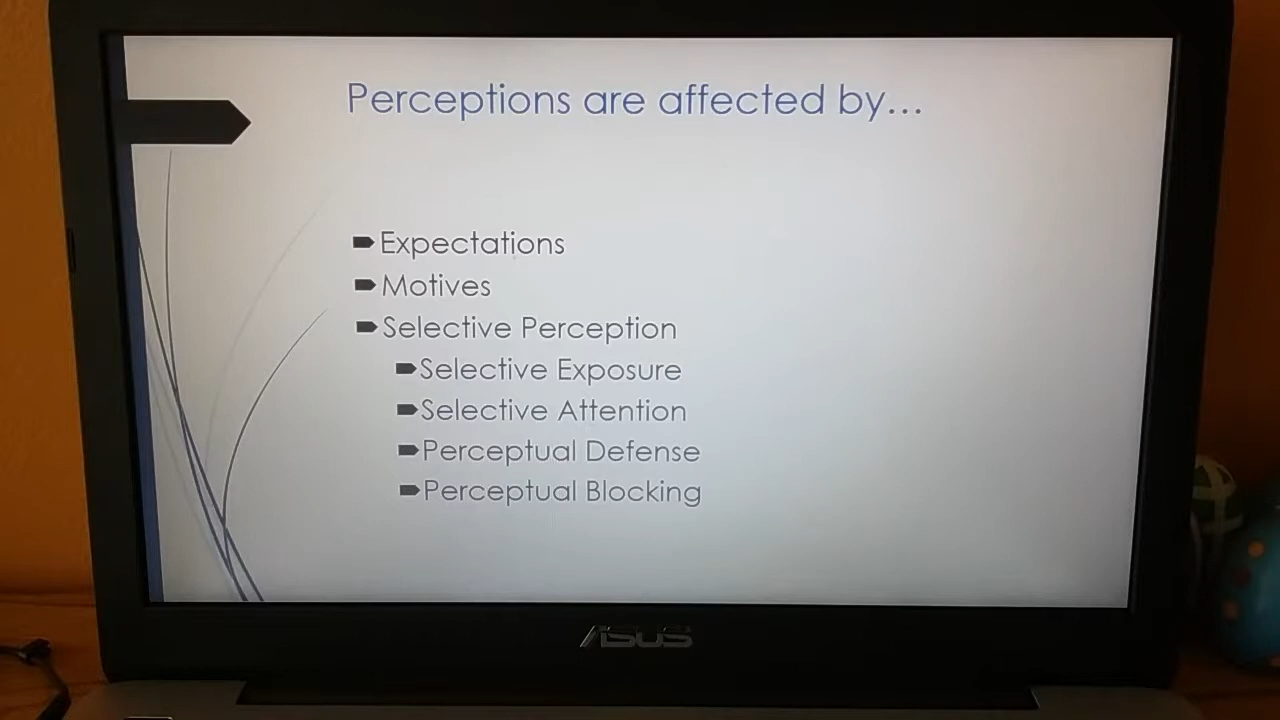 Perceptions are affected by...
Expectations
Motives
Selective Perception
Selective Exposure
Selective Attention
Perceptual Defense
Perceptual Blocking
ASUS